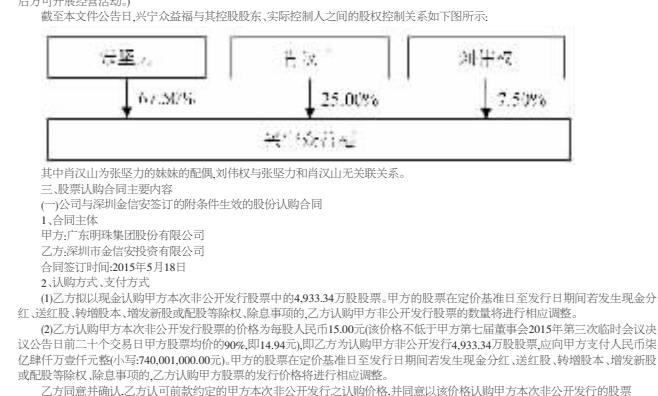 后方可开展经营活动。)
截至本文件公告日,兴宁众益福与其控股股东、实际控制人之间的股权控制关系如下图所示:
张坚力 肖汉山 刘伟权
67.50% 25.00% 7.50%
兴宁众益福
其中肖汉山为张坚力的妹妹的配偶,刘伟权与张坚力和肖汉山无关联关系。
三、股票认购合同主要内容
(一)公司与深圳金信安签订的附条件生效的股份认购合同
1、合同主体
甲方:广东明珠集团股份有限公司
乙方:深圳市金信安投资有限公司
合同签订时间:2015年5月18日
2、认购方式、支付方式
(1)乙方拟以现金认购甲方本次非公开发行股票中的4,933.34万股股票。甲方的股票在定价基准日至发行日期间若发生现金分
红、送红股、转增股本、增发新股或配股等除权、除息事项的,乙方认购甲方非公开发行股票的数量将进行相应调整。
(2)乙方认购甲方本次非公开发行股票的价格为每股人民币15.00元(该价格不低于甲方第七届董事会2015年第三次临时会议决
议公告日前二十个交易日甲方股票均价的90%,即14.94元),即乙方为认购甲方非公开发行4,933.34万股股票,应向甲方支付人民币柒
亿肆仟万壹仟元整(小写:740,001,000.00元)。甲方的股票在定价基准日至发行日期间若发生现金分红、送红股、转增股本、增发新股
或配股等除权、除息事项的,乙方认购甲方股票的发行价格将进行相应调整。
乙方同意并确认,乙方认可前款约定的甲方本次非公开发行之认购价格,并同意以该价格认购甲方本次非公开发行的股票